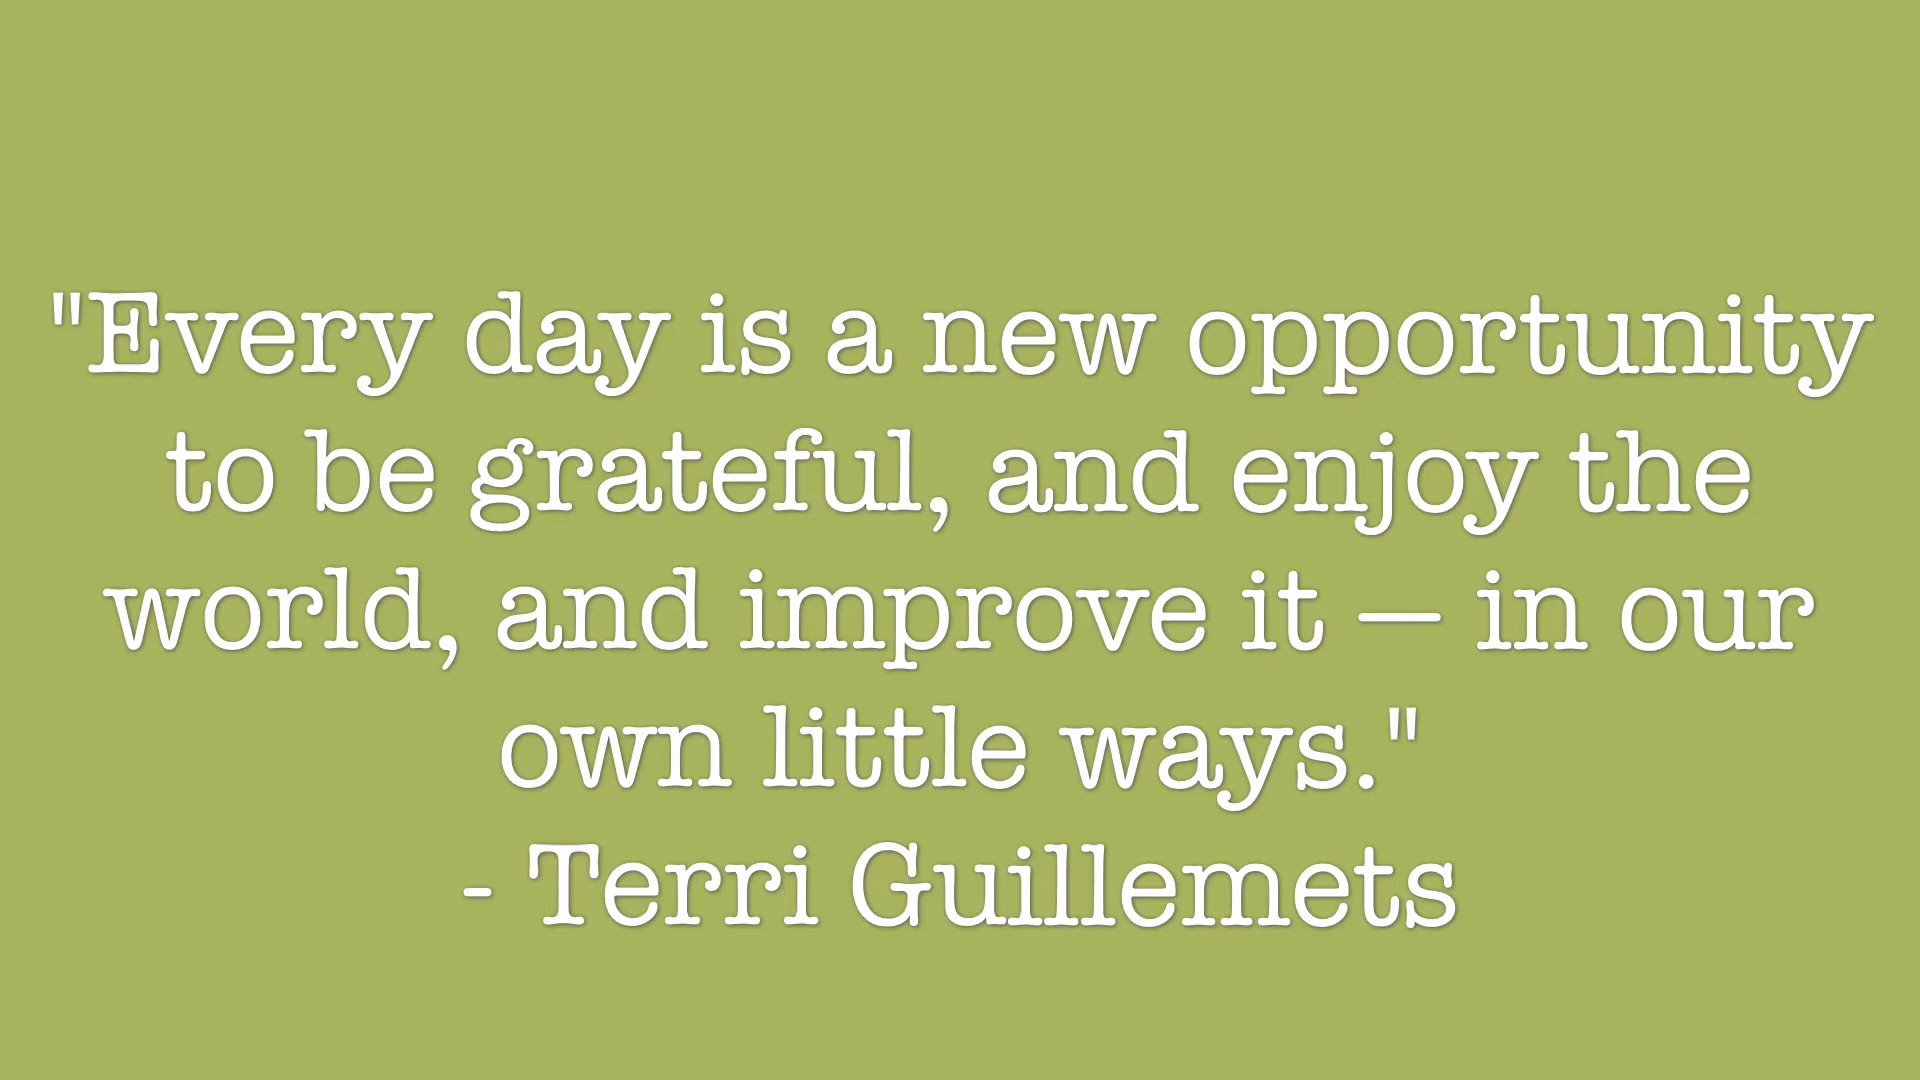 "Every day is a new opportunity
to be grateful, and enjoy the
world, and improve it — in our
own little ways."
- Terri Guillemets